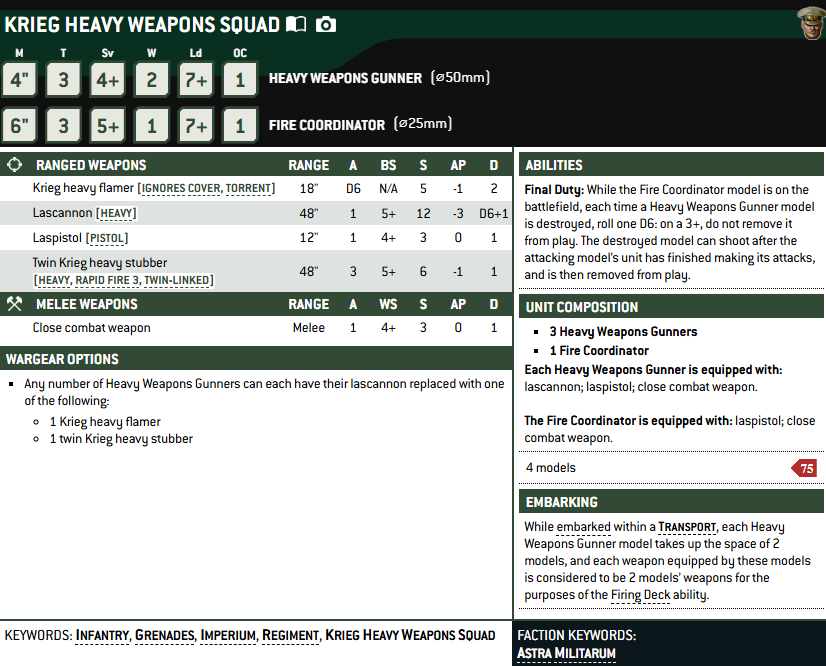 KRIEG HEAVY WEAPONS SQUAD
M T Sv W Ld OC
4" 3 4+ 2 7+ 1 HEAVY WEAPONS GUNNER (⌀50mm)
6" 3 5+ 1 7+ 1 FIRE COORDINATOR (⌀25mm)
RANGED WEAPONS RANGE A BS S AP D
Krieg heavy flamer [IGNORES COVER, TORRENT] 18" D6 N/A 5 -1 2
Lascannon [HEAVY] 48" 1 5+ 12 -3 D6+1
Laspistol [PISTOL] 12" 1 4+ 3 0 1
Twin Krieg heavy stubber
[HEAVY, RAPID FIRE 3, TWIN-LINKED] 48" 3 5+ 6 -1 1
MELEE WEAPONS RANGE A WS S AP D
Close combat weapon Melee 1 4+ 3 0 1
WARGEAR OPTIONS
▪ Any number of Heavy Weapons Gunners can each have their lascannon replaced with one
of the following:
○ 1 Krieg heavy flamer
○ 1 twin Krieg heavy stubber
ABILITIES
Final Duty: While the Fire Coordinator model is on the
battlefield, each time a Heavy Weapons Gunner model
is destroyed, roll one D6: on a 3+, do not remove it
from play. The destroyed model can shoot after the
attacking model's unit has finished making its attacks,
and is then removed from play.
UNIT COMPOSITION
▪ 3 Heavy Weapons Gunners
▪ 1 Fire Coordinator
Each Heavy Weapons Gunner is equipped with:
lascannon; laspistol; close combat weapon.
The Fire Coordinator is equipped with: laspistol; close
combat weapon.
4 models 75
EMBARKING
While embarked within a TRANSPORT, each Heavy
Weapons Gunner model takes up the space of 2
models, and each weapon equipped by these models
is considered to be 2 models' weapons for the
purposes of the Firing Deck ability.
KEYWORDS: INFANTRY, GRENADES, IMPERIUM, REGIMENT, KRIEG HEAVY WEAPONS SQUAD
FACTION KEYWORDS:
ASTRA MILITARUM